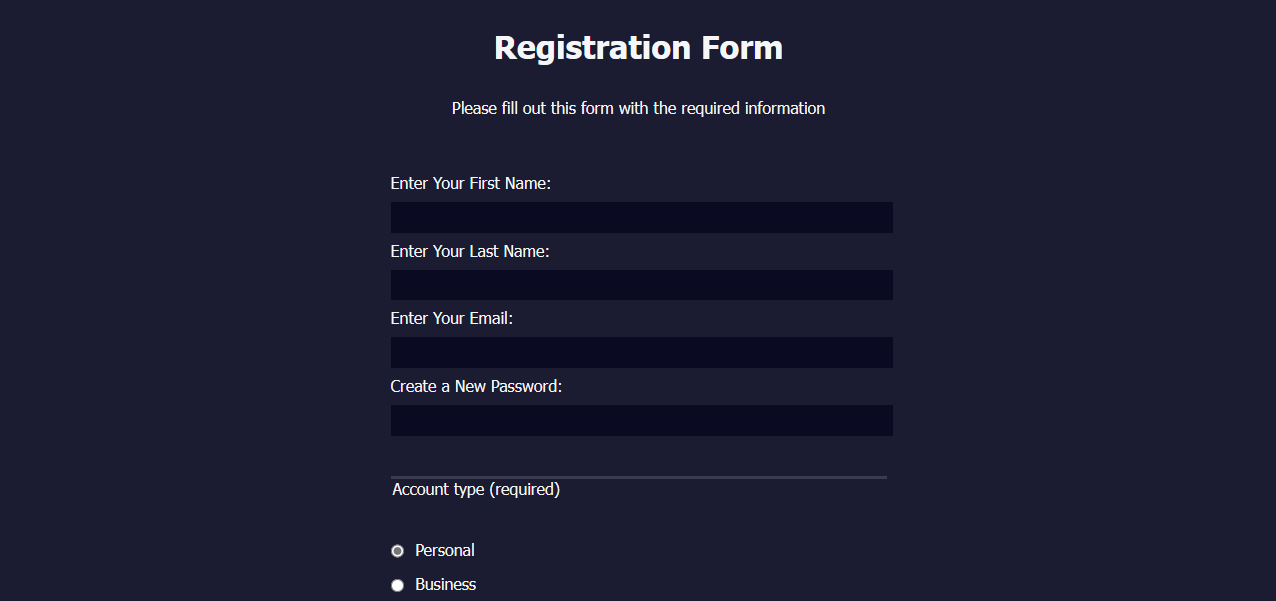 Registration Form
Please fill out this form with the required information
Enter Your First Name:
Enter Your Last Name:
Enter Your Email:
Create a New Password:
Account type (required)
Personal
Business